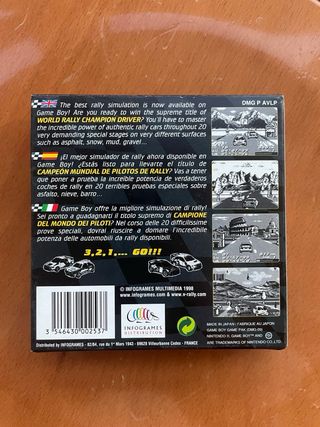 DMG P AVLP
The best rally simulation is now available on
Game Boy! Are you ready to win the supreme title of
WORLD RALLY CHAMPION DRIVER? You'll have to master
the incredible power of authentic rally cars throughout 20
very demanding special stages on very different surfaces
such as asphalt, snow, mud, gravel...
¡El mejor simulador de rally ahora disponible en
Game Boy! ¿Estás listo para llevarte el título de
CAMPEÓN MUNDIAL DE PILOTOS DE RALLY? Vas a tener
que poner a prueba la increíble potencia de verdaderos
coches de rally en 20 terribles pruebas especiales sobre
asfalto, nieve, barro...
Game Boy offre la migliore simulazione di rally!
Sei pronto a guadagnarti il titolo supremo di CAMPIONE
DEL MONDO DEI PILOTI? Nel corso delle 20 difficilissime
prove speciali, dovrai riuscire a domare l'incredibile
potenza delle automobili da rally disponibili.
3,2,1,... GO!!!
© INFOGRAMES MULTIMEDIA 1998
www.infogrames.com & www.v-rally.com
3 546430 002537
INFOGRAMES
DISTRIBUTION
MADE IN JAPAN / FABRIQUÉ AU JAPON
GAME BOY GAME PAK (DMG-06)
NINTENDO ®, GAME BOY™ AND
ARE TRADEMARKS OF NINTENDO CO., LTD.
Distributed by INFOGRAMES - 82/84, rue du 1er Mars 1943 - 69625 Villeurbanne Cedex - FRANCE